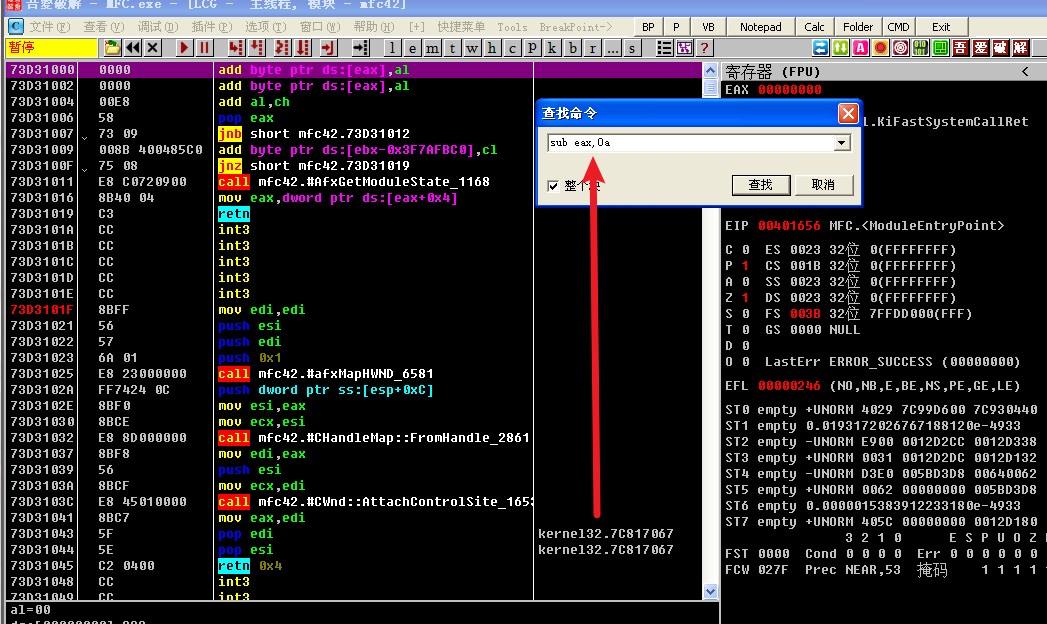 吾爱破解 - MFC.exe - [LCG - 主线程, 模块 - mfc42]
文件(F) 查看(V) 调试(D) 插件(P) 选项(T) 窗口(W) 帮助(H) [+] 快捷菜单 Tools BreakPoint-> BP P VB Notepad Calc Folder CMD Exit
暂停 l e m t w h c P k b r ... s ? A 吾 爱 破 解
73D31000 0000 add byte ptr ds:[eax],al
73D31002 0000 add byte ptr ds:[eax],al
73D31004 00E8 add al,ch
73D31006 58 pop eax
73D31007 73 09 jnb short mfc42.73D31012
73D31009 008B 400485C0 add byte ptr ds:[ebx-0x3F7AFBC0],cl
73D3100F 75 08 jnz short mfc42.73D31019
73D31011 E8 C0720900 call mfc42.#AfxGetModuleState_1168
73D31016 8B40 04 mov eax,dword ptr ds:[eax+0x4]
73D31019 C3 retn
73D3101A CC int3
73D3101B CC int3
73D3101C CC int3
73D3101D CC int3
73D3101E CC int3
73D3101F 8BFF mov edi,edi
73D31021 56 push esi
73D31022 57 push edi
73D31023 6A 01 push 0x1
73D31025 E8 23000000 call mfc42.#afxMapHWND_6581
73D3102A FF7424 0C push dword ptr ss:[esp+0xC]
73D3102E 8BF0 mov esi,eax
73D31030 8BCE mov ecx,esi
73D31032 E8 8D000000 call mfc42.#CHandleMap::FromHandle_2861
73D31037 8BF8 mov edi,eax
73D31039 56 push esi
73D3103A 8BCF mov ecx,edi
73D3103C E8 45010000 call mfc42.#CWnd::AttachControlSite_1653
73D31041 8BC7 mov eax,edi
73D31043 5F pop edi kernel32.7C817067
73D31044 5E pop esi kernel32.7C817067
73D31045 C2 0400 retn 0x4
73D31048 CC int3
73D31049 CC int3
al=00
查找命令
sub eax,0a
整个块
查找 取消
寄存器 (FPU) <
EAX 00000000
l.KiFastSystemCallRet
EIP 00401656 MFC.<ModuleEntryPoint>
C 0 ES 0023 32位 0(FFFFFFFF)
P 1 CS 001B 32位 0(FFFFFFFF)
A 0 SS 0023 32位 0(FFFFFFFF)
Z 1 DS 0023 32位 0(FFFFFFFF)
S 0 FS 003B 32位 7FFDD000(FFF)
T 0 GS 0000 NULL
D 0
O 0 LastErr ERROR_SUCCESS (00000000)
EFL 00000246 (NO,NB,E,BE,NS,PE,GE,LE)
ST0 empty +UNORM 4029 7C99D600 7C930440
ST1 empty 0.0193172026767188120e-4933
ST2 empty -UNORM E900 0012D2CC 0012D338
ST3 empty +UNORM 0031 0012D2DC 0012D132
ST4 empty -UNORM D3E0 005BD3D8 00640062
ST5 empty +UNORM 0062 00000000 005BD3D8
ST6 empty 0.0000015383912233180e-4933
ST7 empty +UNORM 405C 00000000 0012D180
3 2 1 0 E S P U O Z
FST 0000 Cond 0 0 0 0 Err 0 0 0 0 0 0
FCW 027F Prec NEAR,53 掩码 1 1 1 1